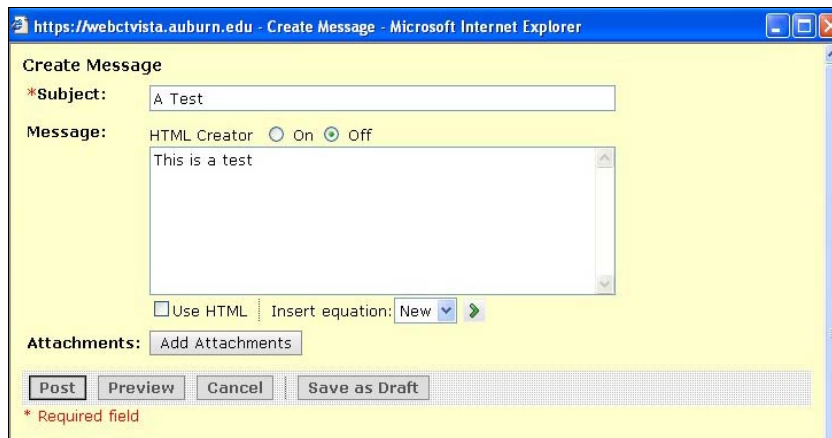 https://webctvista.auburn.edu - Create Message - Microsoft Internet Explorer
Create Message
*Subject: A Test
Message: HTML Creator On Off
This is a test
Use HTML Insert equation: New
Attachments: Add Attachments
Post Preview Cancel Save as Draft
* Required field